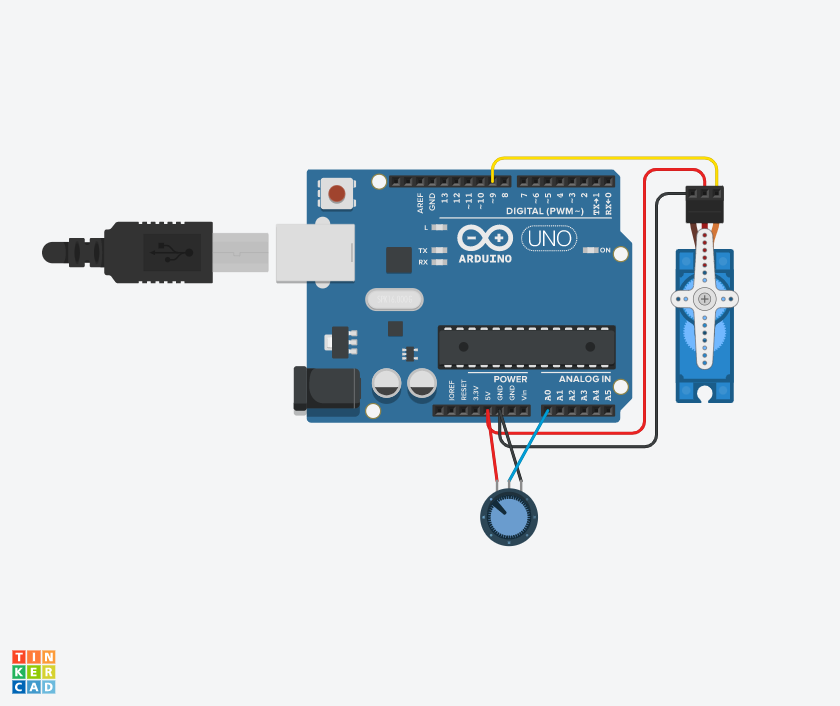 AREF
GND
13
12
~11
~10
~9
8
7
~6
~5
4
~3
2
TX→1
RX←0
DIGITAL (PWM~)
L
TX
RX
ARDUINO
UNO
ON
POWER
ANALOG IN
IOREF
RESET
3.3V
5V
GND
GND
Vin
A0
A1
A2
A3
A4
A5
TIN
KER
CAD